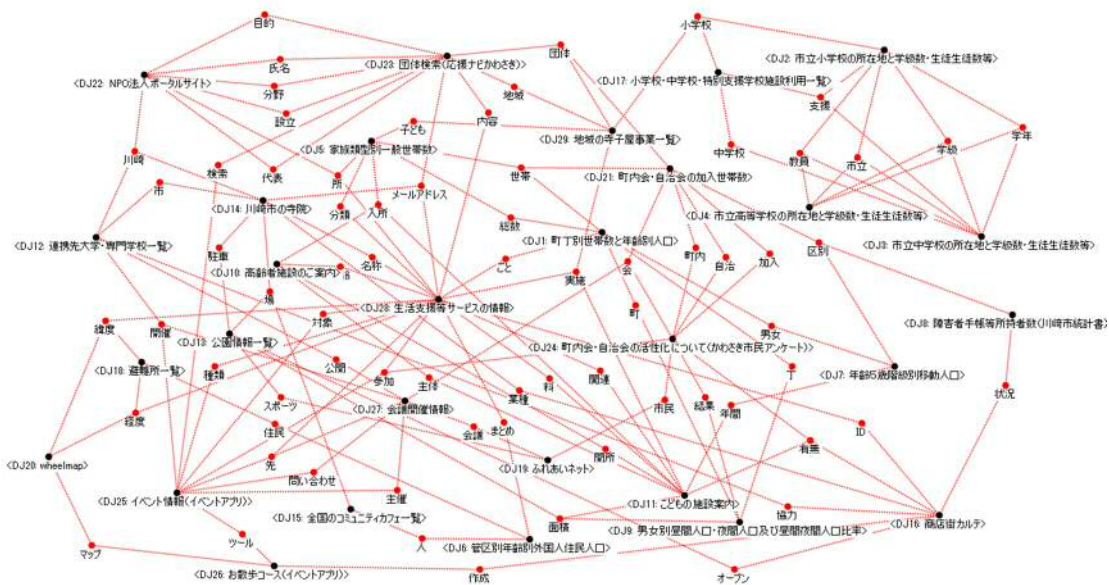 目的
小学校
団体
<DJ23: 団体検索(応援ナビかわさき)>
<DJ2: 市立小学校の所在地と学級数・生徒生徒数等>
氏名
<DJ22: NPO法人ポータルサイト>
<DJ17: 小学校・中学校・特別支援学校施設利用一覧>
分野
地域
支援
設立
内容
子ども
<DJ29: 地域の寺子屋事業一覧>
学年
<DJ5: 家族類型別一般世帯数>
川崎
中学校
教員
市立
学級
検索
代表
所
世帯
<DJ21: 町内会・自治会の加入世帯数>
市
メールアドレス
<DJ14: 川崎市の寺院>
分類
入所
<DJ4: 市立高等学校の所在地と学級数・生徒生徒数等>
総数
<DJ12: 連携先大学・専門学校一覧>
<DJ1: 町丁別世帯数と年齢別人口>
<DJ3: 市立中学校の所在地と学級数・生徒生徒数等>
駐車
町内
自治
加入
区別
名称
こと
会
<DJ10: 高齢者施設のご案内>
実施
場
<DJ28: 生活支援等サービスの情報>
町
緯度
開催
対象
<DJ8: 障害者手帳等所持者数(川崎市統計書)>
<DJ13: 公園情報一覧>
男女
<DJ24: 町内会・自治会の活性化について(かわさき市民アンケート)>
<DJ18: 避難所一覧>
種類
公開
参加
主体
科
関連
丁
<DJ7: 年齢5歳階級別移動人口>
業種
状況
スポーツ
<DJ27: 会議開催情報>
市民
結果
年間
経度
住民
会議
まとめ
ID
有無
先
開所
<DJ20: wheelmap>
<DJ19: ふれあいネット>
問い合わせ
<DJ25: イベント情報(イベントアプリ)>
主催
<DJ11: こどもの施設案内>
<DJ15: 全国のコミュニティカフェ一覧>
面積
協力
<DJ16: 商店街カルテ>
<DJ9: 男女別昼間人口・夜間人口及び昼間夜間人口比率>
ツール
人
<DJ6: 管区別年齢別外国人住民人口>
マップ
<DJ26: お散歩コース(イベントアプリ)>
作成
オープン